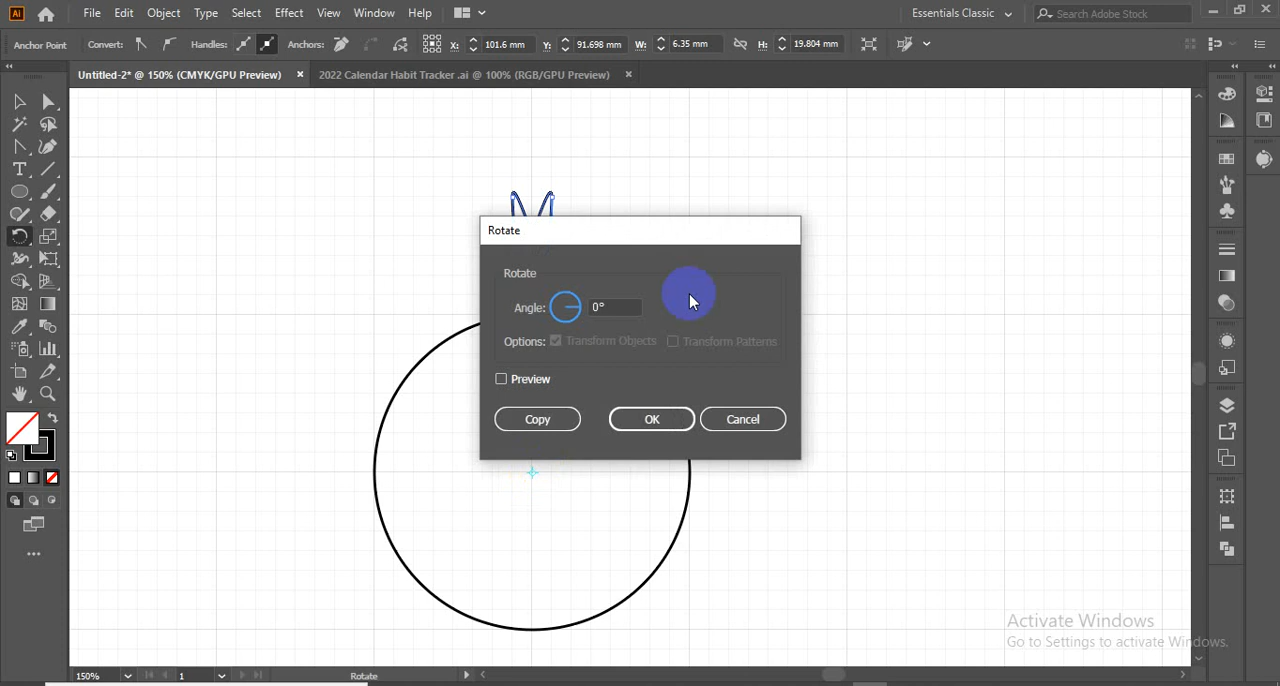 Ai File Edit Object Type Select Effect View Window Help Essentials Classic Search Adobe Stock
Anchor Point Convert: Handles: Anchors: X: 101.6 mm Y: 91.698 mm W: 6.35 mm H: 19.804 mm
Untitled-2* @ 150% (CMYK/GPU Preview) × 2022 Calendar Habit Tracker .ai @ 100% (RGB/GPU Preview) ×
Rotate
Rotate
Angle: 0°
Options: Transform Objects Transform Patterns
Preview
Copy OK Cancel
Activate Windows
Go to Settings to activate Windows.
150% 1 Rotate